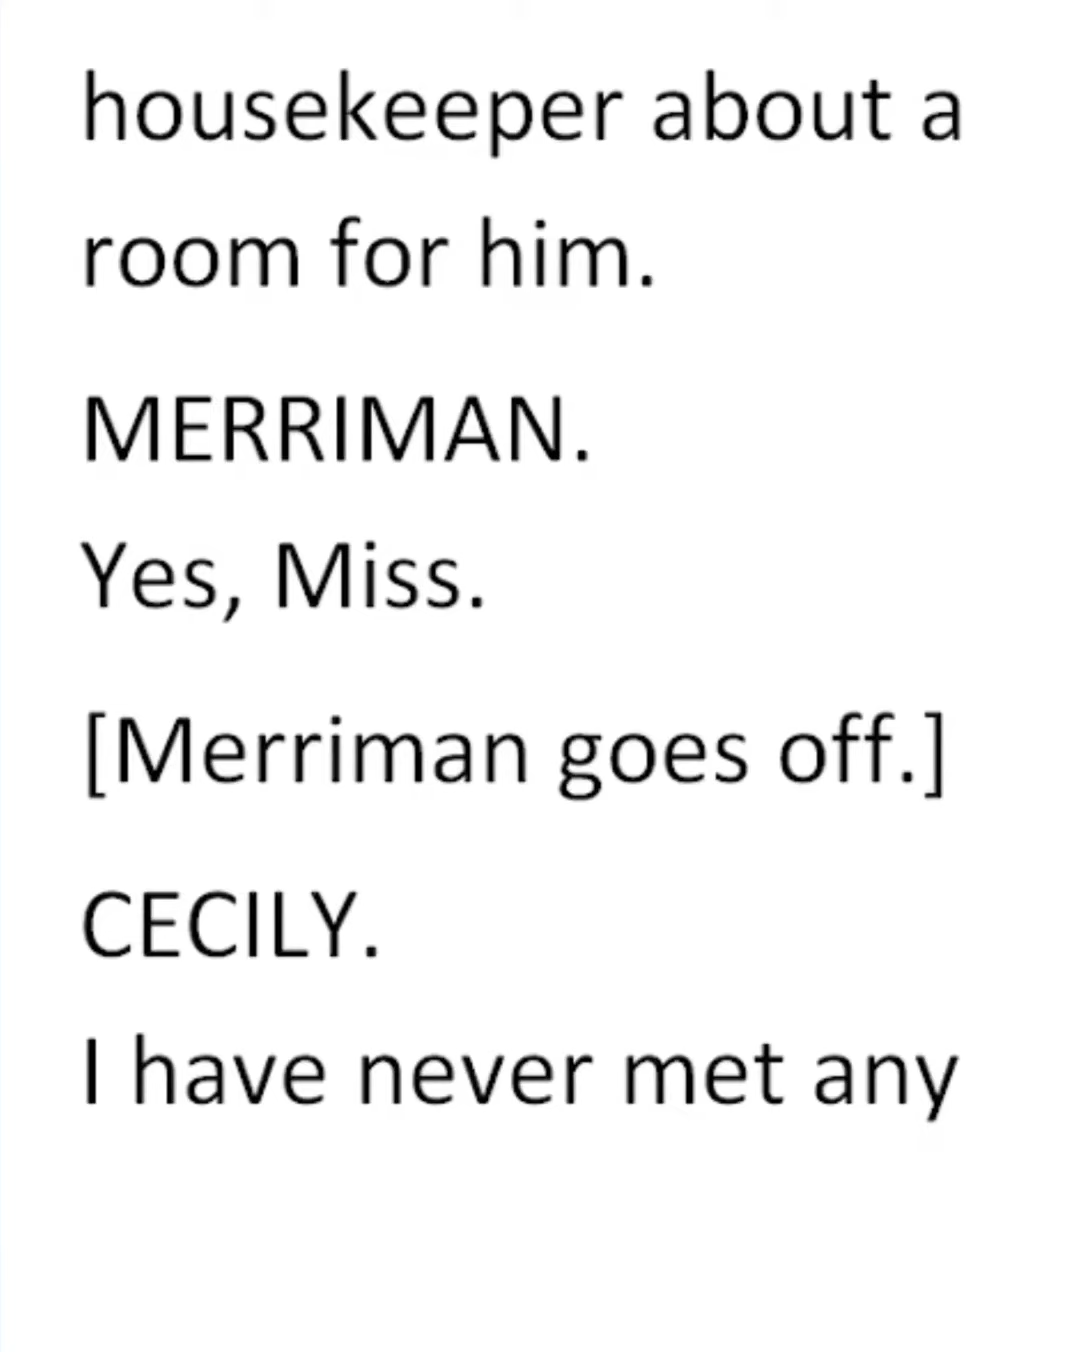 housekeeper about a
room for him.
MERRIMAN.
Yes, Miss.
[Merriman goes off.]
CECILY.
I have never met any